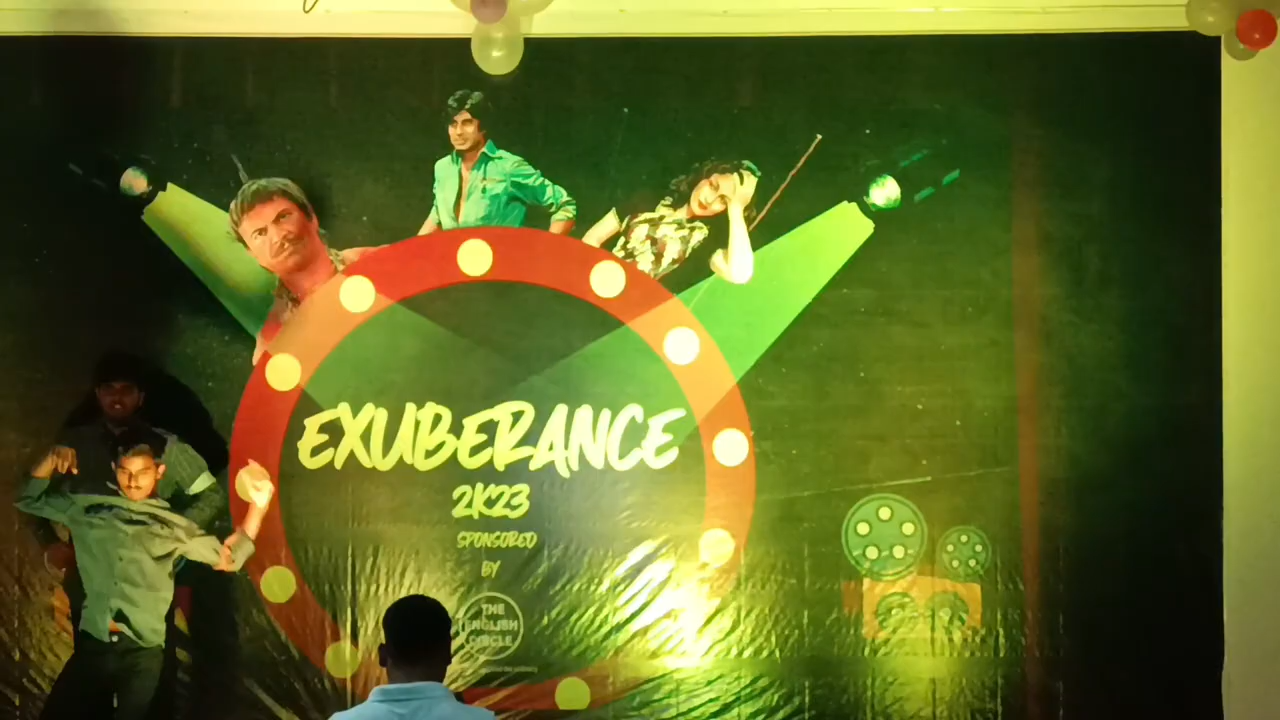 EXUBERANCE
2K23
SPONSORED
BY
THE
ENGLISH
CIRCLE